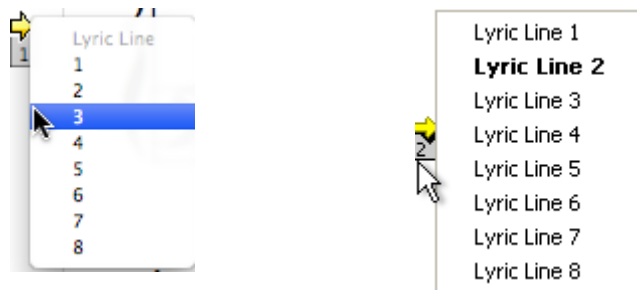 Lyric Line
1
1
2
3
4
5
6
7
8
Lyric Line 1
Lyric Line 2
Lyric Line 3
2
Lyric Line 4
Lyric Line 5
Lyric Line 6
Lyric Line 7
Lyric Line 8